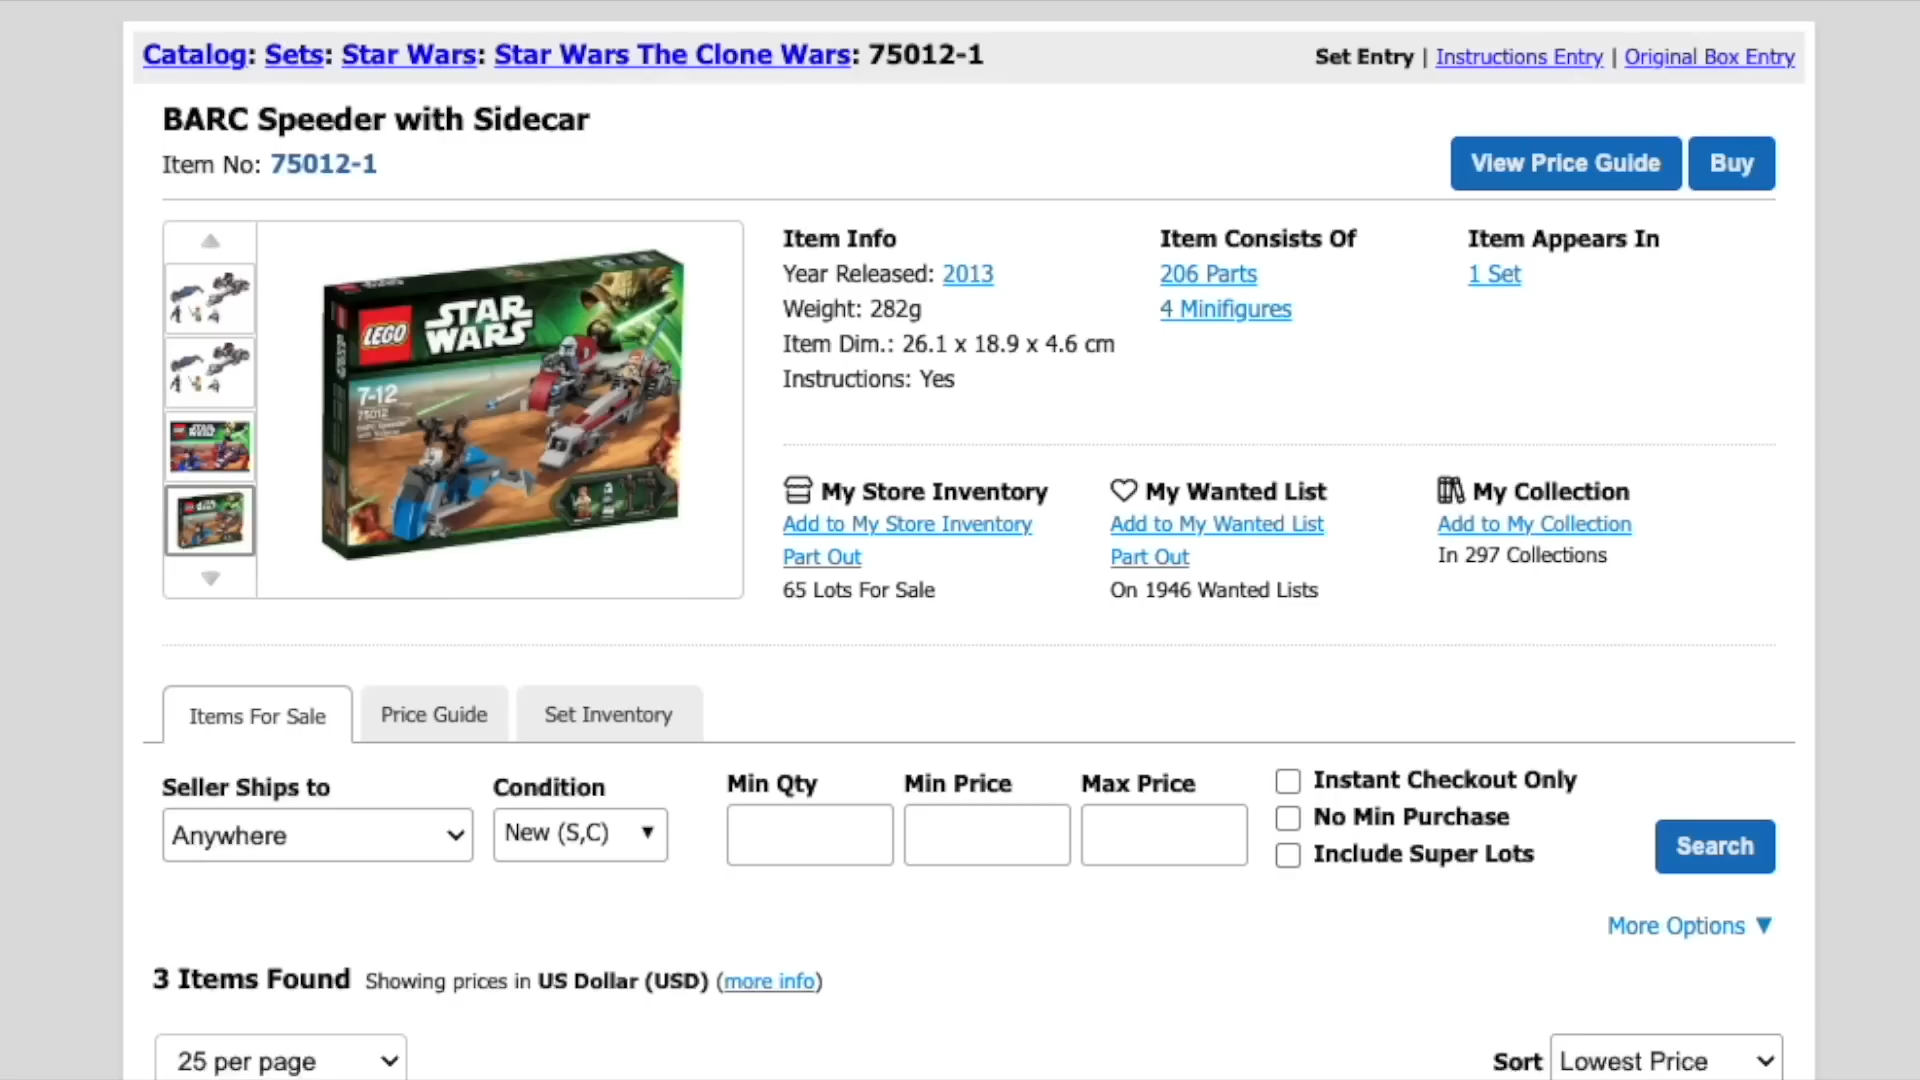 Catalog: Sets: Star Wars: Star Wars The Clone Wars: 75012-1
Set Entry | Instructions Entry | Original Box Entry
BARC Speeder with Sidecar
Item No: 75012-1
View Price Guide
Buy
LEGO
STAR WARS
7-12
75012
BARC Speeder
with Sidecar
Item Info
Year Released: 2013
Weight: 282g
Item Dim.: 26.1 x 18.9 x 4.6 cm
Instructions: Yes
Item Consists Of
206 Parts
4 Minifigures
Item Appears In
1 Set
My Store Inventory
Add to My Store Inventory
Part Out
65 Lots For Sale
My Wanted List
Add to My Wanted List
Part Out
On 1946 Wanted Lists
My Collection
Add to My Collection
In 297 Collections
Items For Sale
Price Guide
Set Inventory
Seller Ships to
Anywhere
Condition
New (S,C)
Min Qty
Min Price
Max Price
Instant Checkout Only
No Min Purchase
Include Super Lots
Search
More Options ▼
3 Items Found Showing prices in US Dollar (USD) (more info)
25 per page
Sort Lowest Price